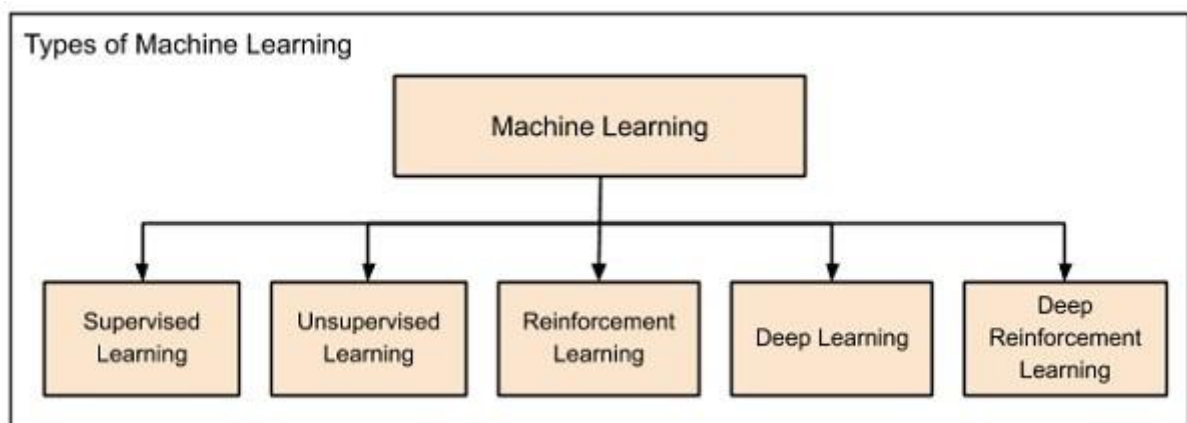 Types of Machine Learning
Machine Learning
Supervised
Learning
Unsupervised
Learning
Reinforcement
Learning
Deep Learning
Deep
Reinforcement
Learning